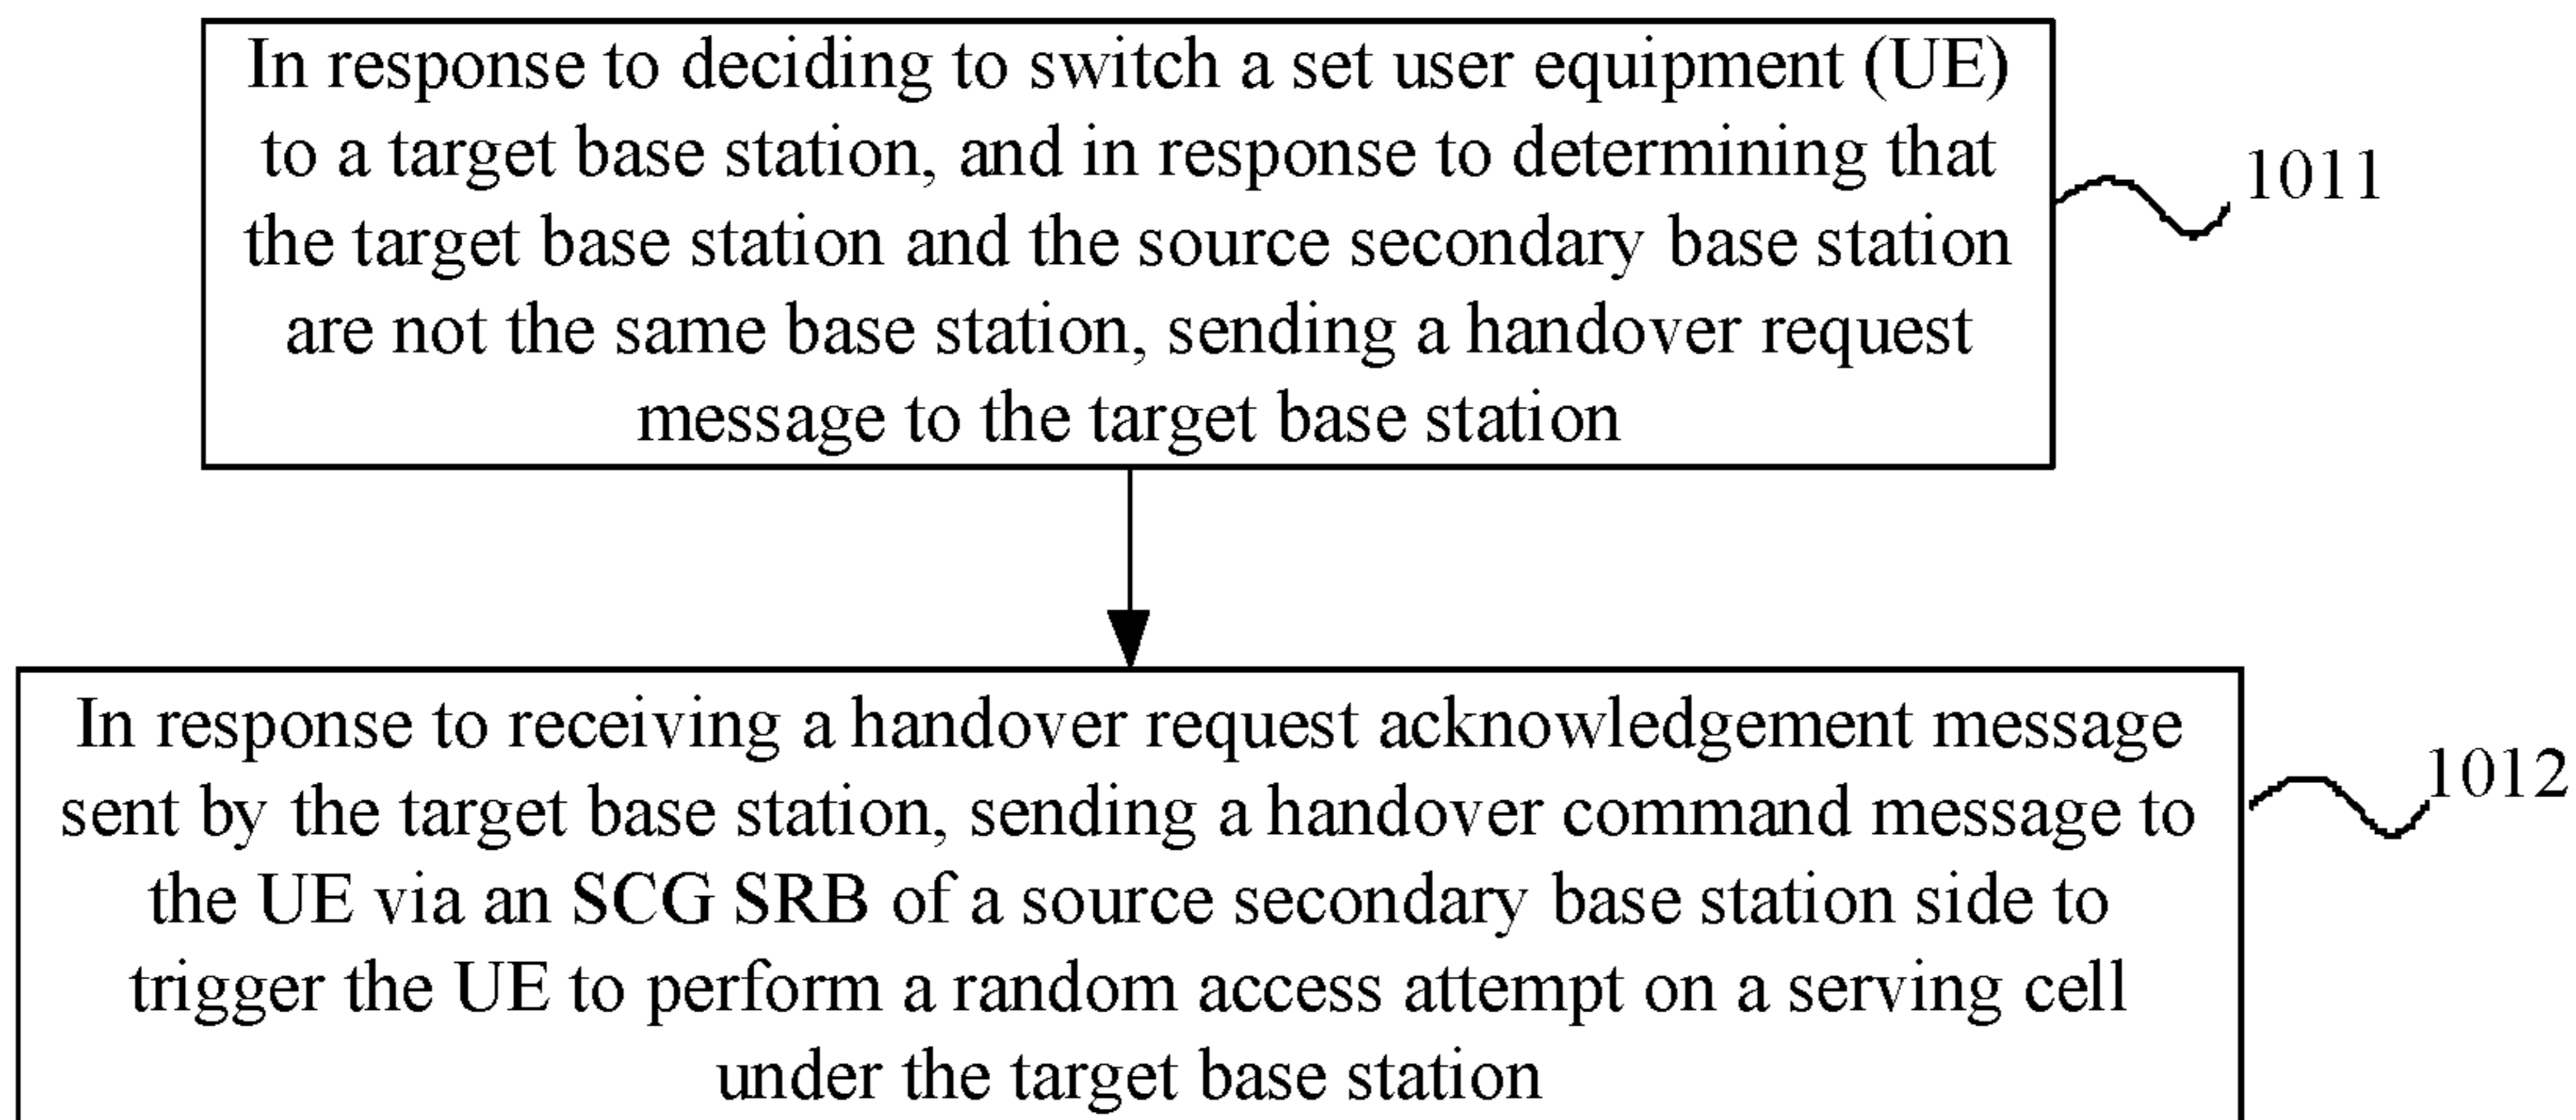 In response to deciding to switch a set user equipment (UE)
to a target base station, and in response to determining that
the target base station and the source secondary base station
are not the same base station, sending a handover request
message to the target base station
1011
In response to receiving a handover request acknowledgement message
sent by the target base station, sending a handover command message to
the UE via an SCG SRB of a source secondary base station side to
trigger the UE to perform a random access attempt on a serving cell
under the target base station
1012